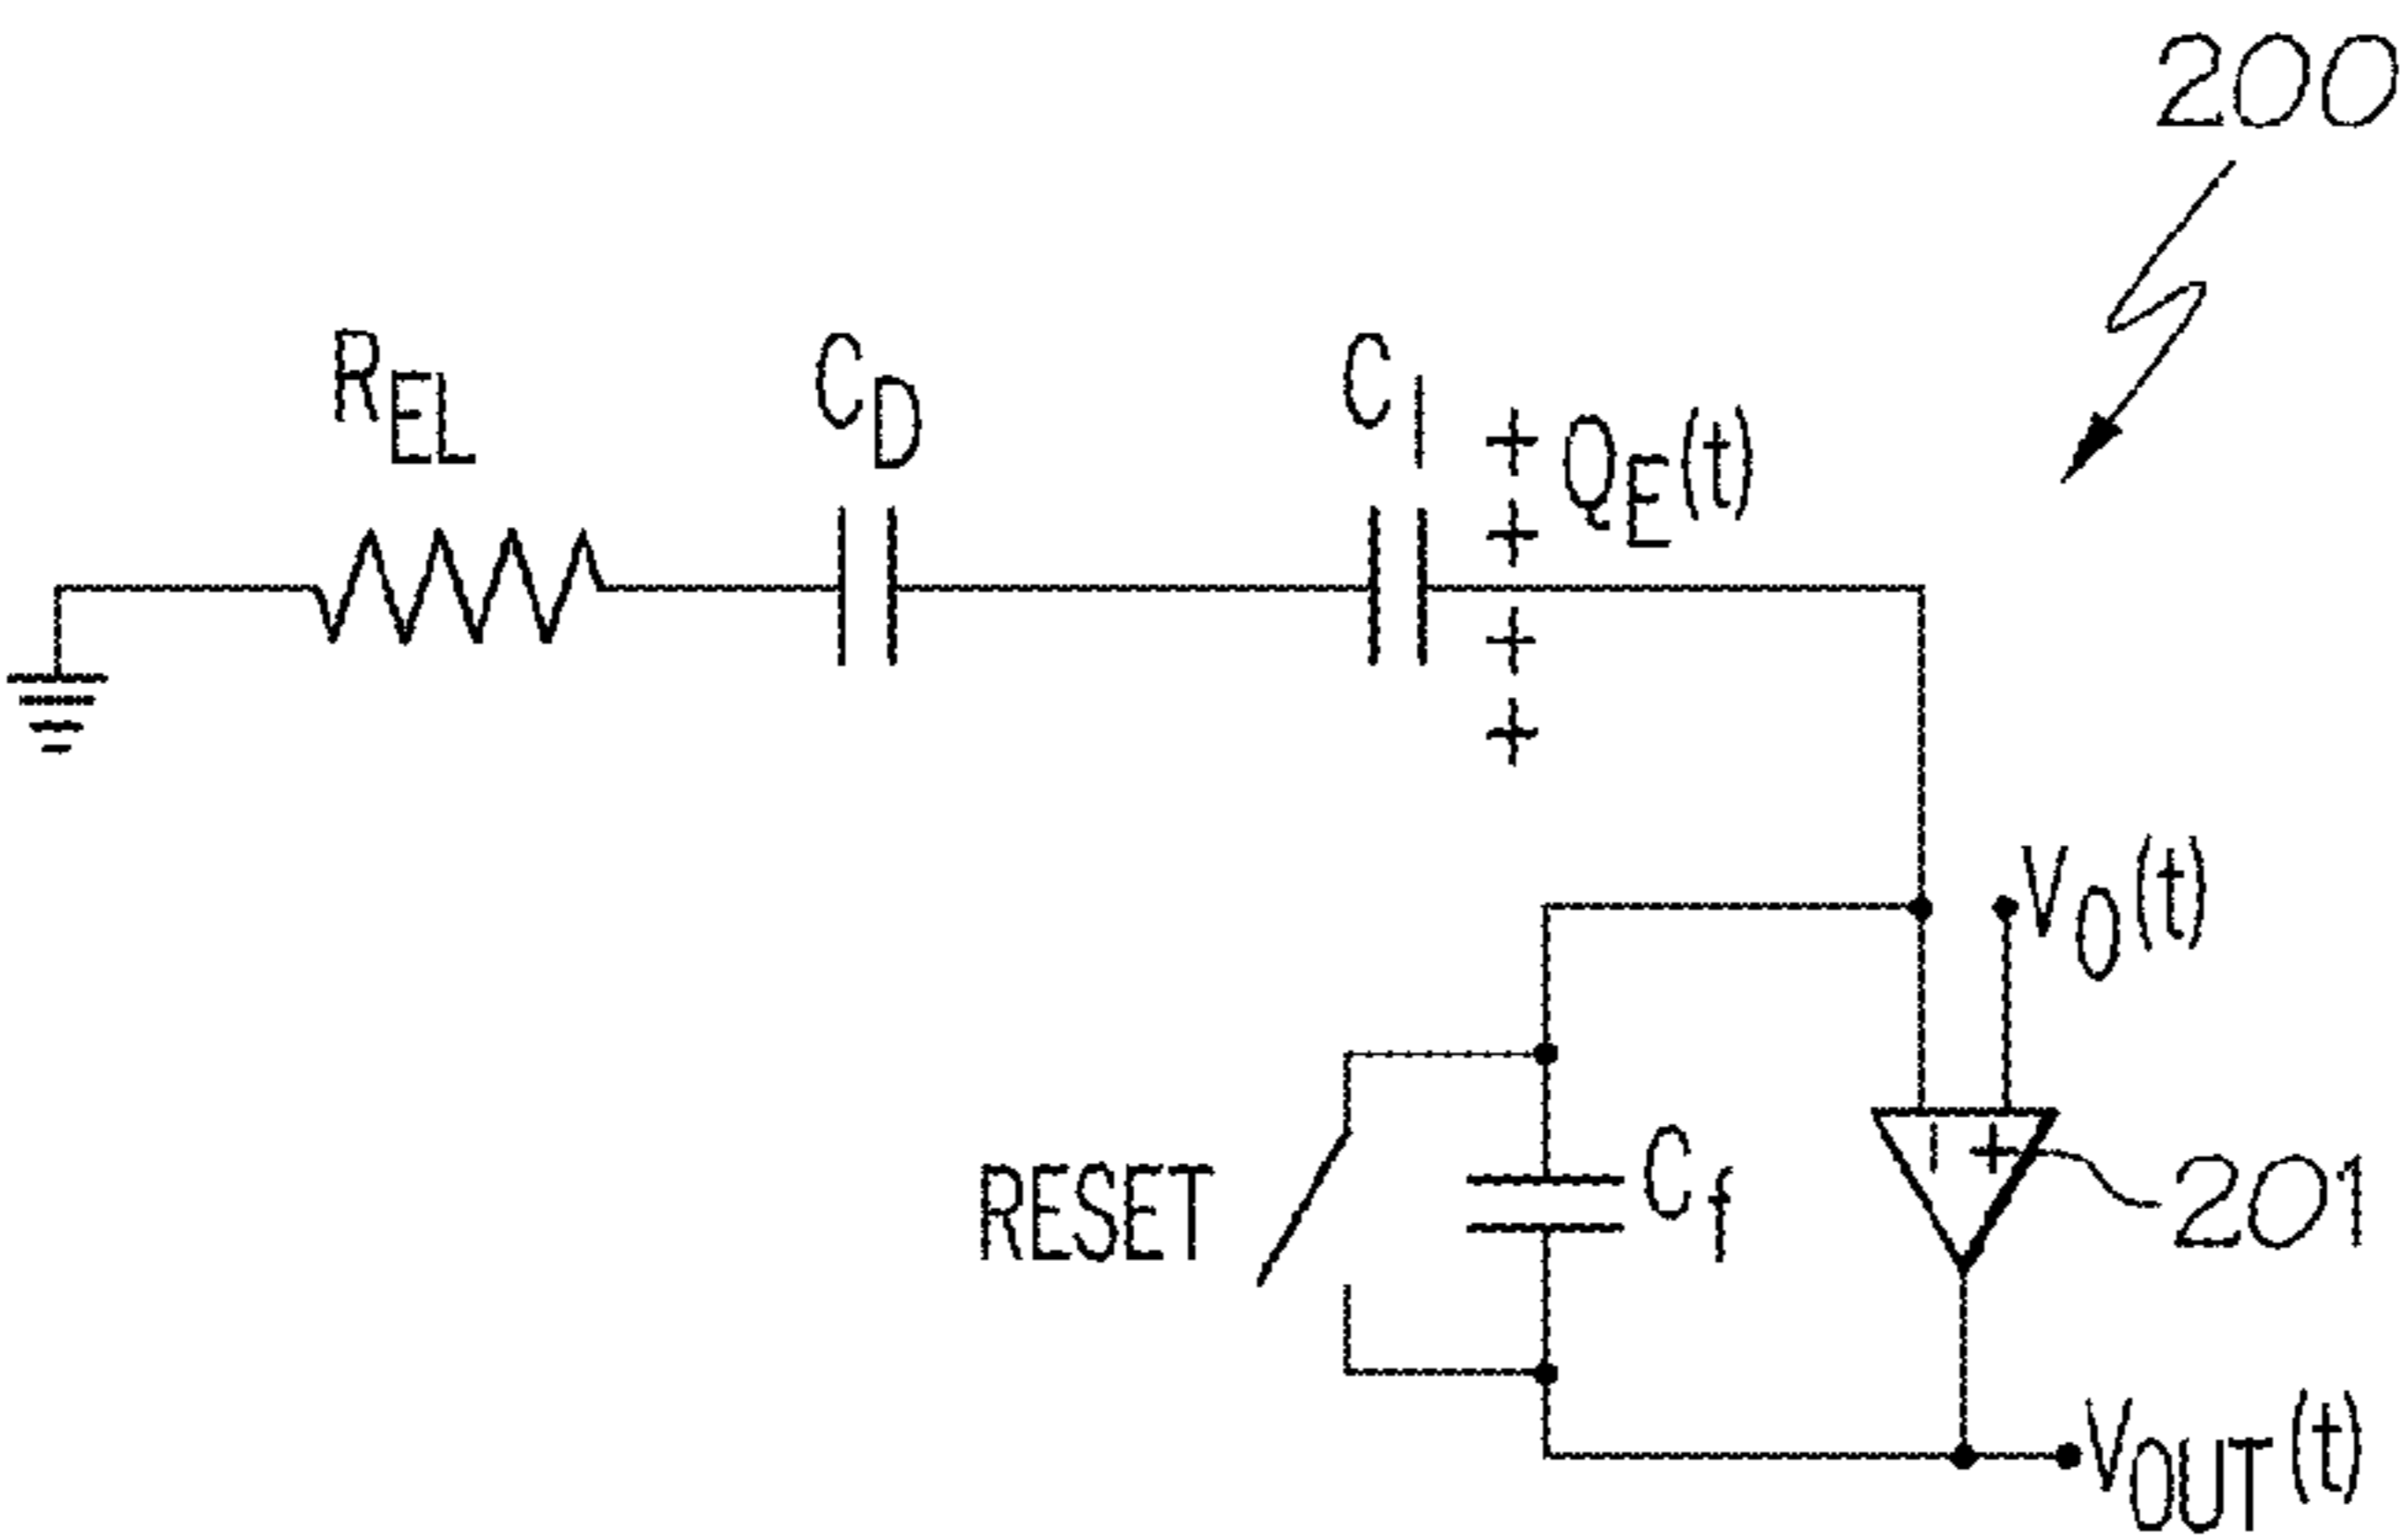 200
R_EL
C_D
C_I
+ Q_E(t)
+
+
+
V_O(t)
RESET
C_f
- +
201
V_OUT(t)